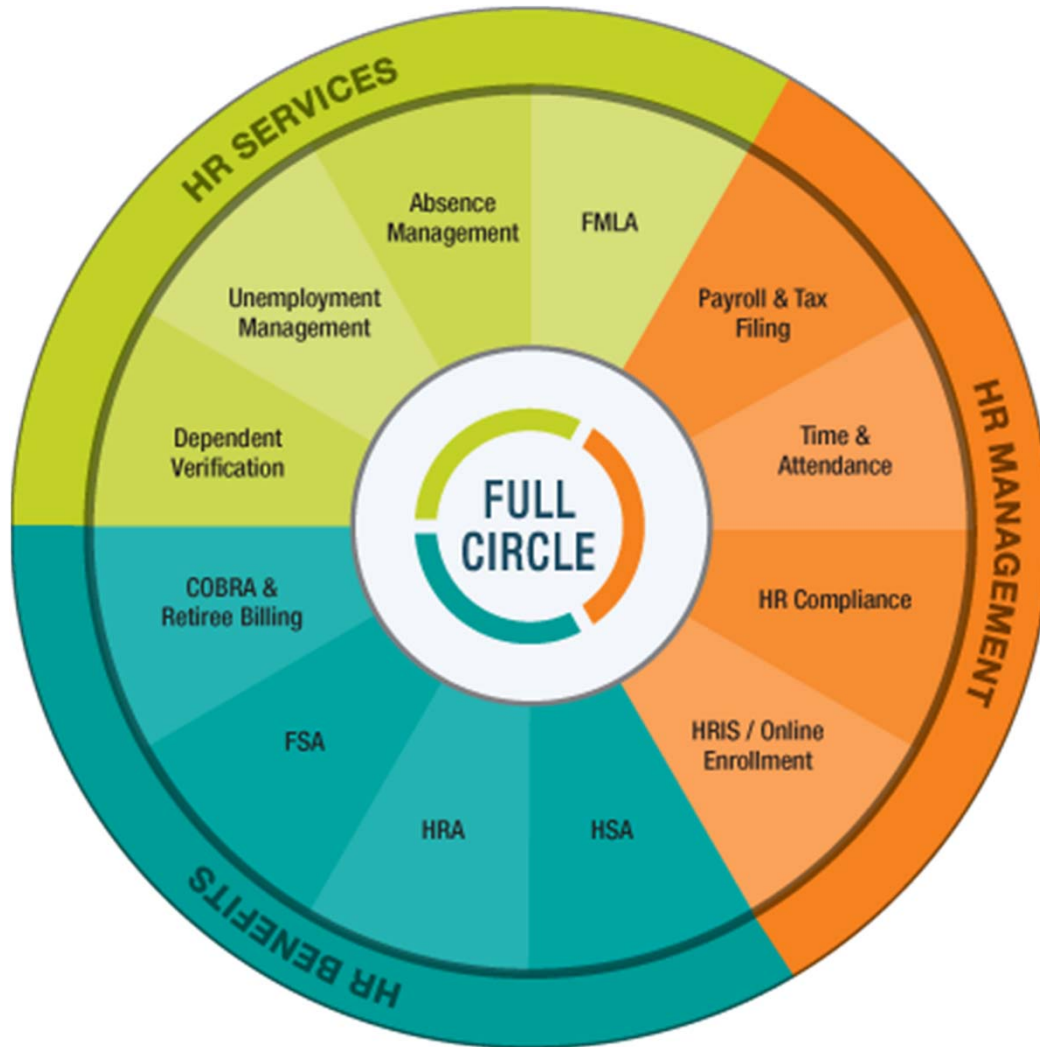 HR SERVICES
Absence
Management
FMLA
Unemployment
Management
Dependent
Verification
HR MANAGEMENT
Payroll & Tax
Filing
Time &
Attendance
HR Compliance
HRIS / Online
Enrollment
FULL
CIRCLE
HR BENEFITS
COBRA &
Retiree Billing
FSA
HRA
HSA